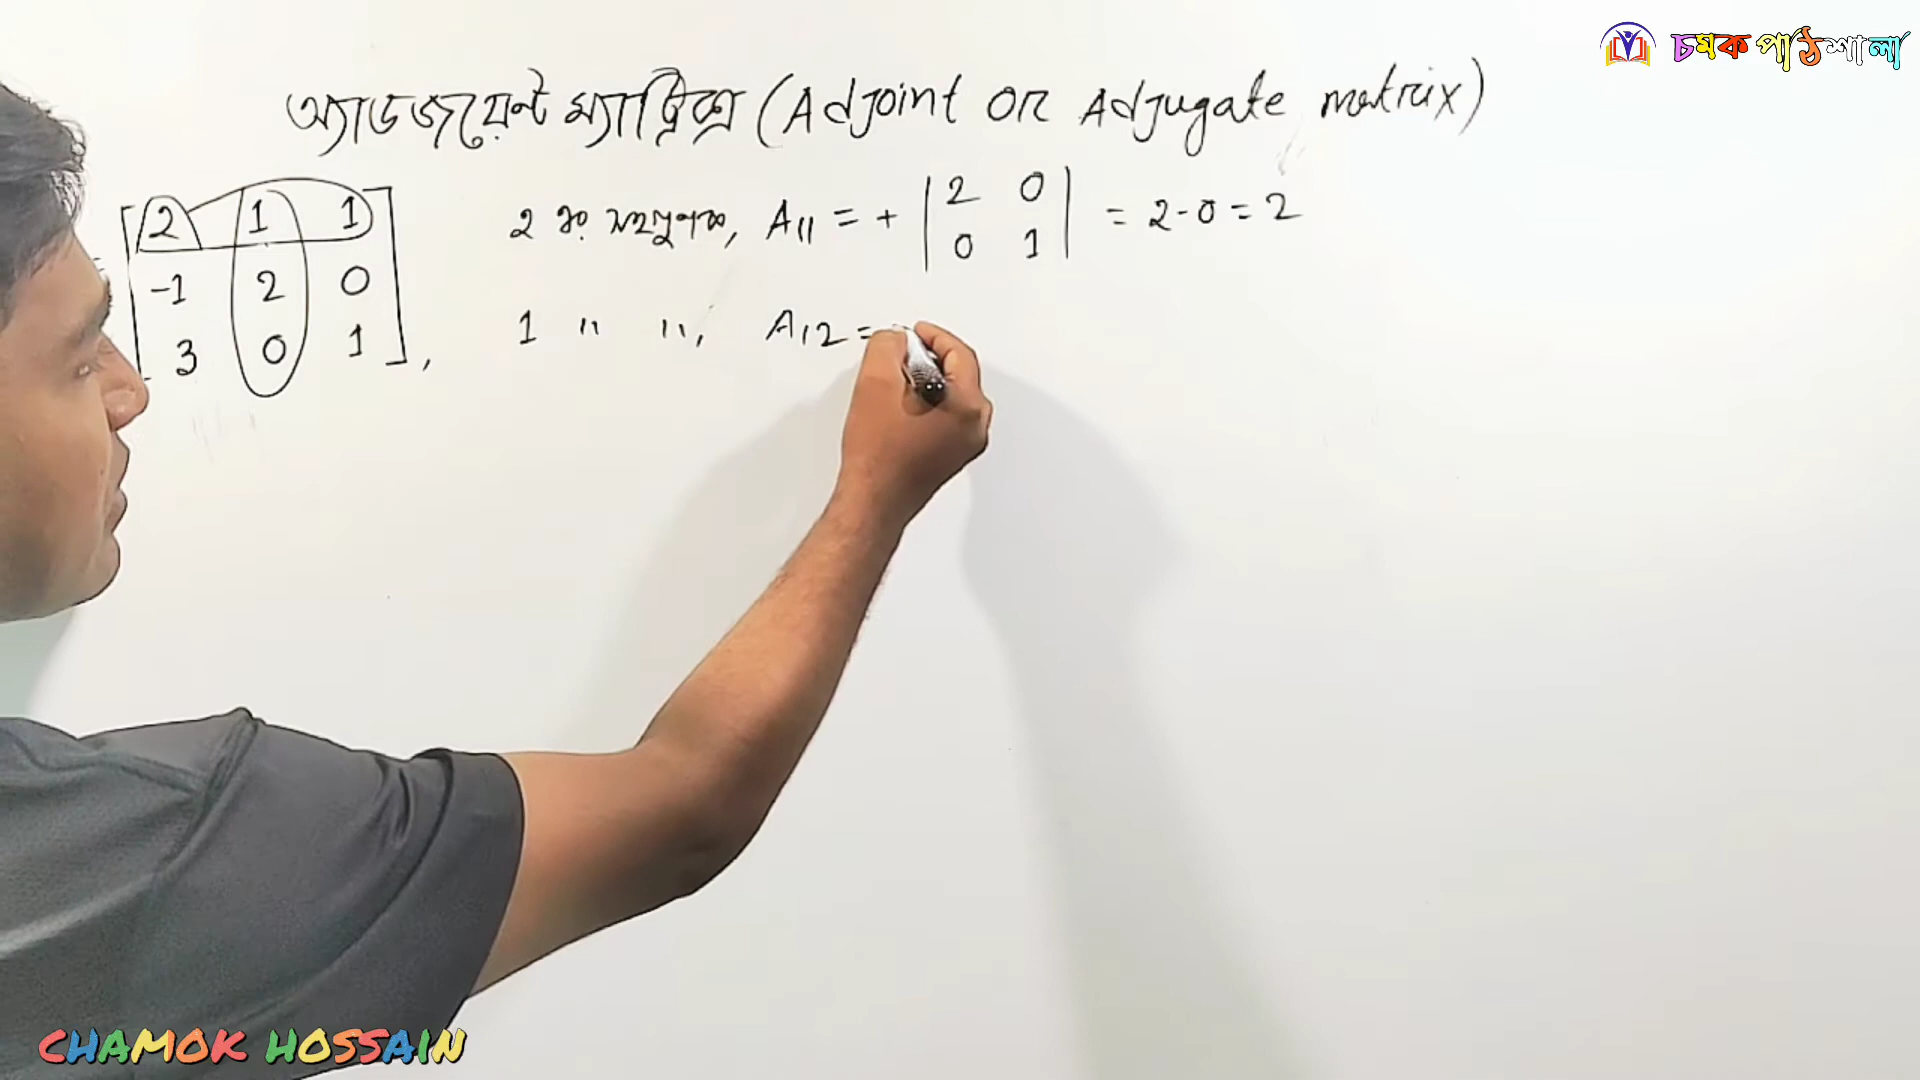 চমক পাঠশালা
অ্যাডজয়েন্ট ম্যাট্রিক্স (Adjoint or Adjugate matrix)
[2 1 1]
[-1 2 0]
[3 0 1],
2 এর সহগুণক, A11 = + |2 0| = 2-0 = 2
|0 1|
1 " ", A12 =
CHAMOK HOSSAIN